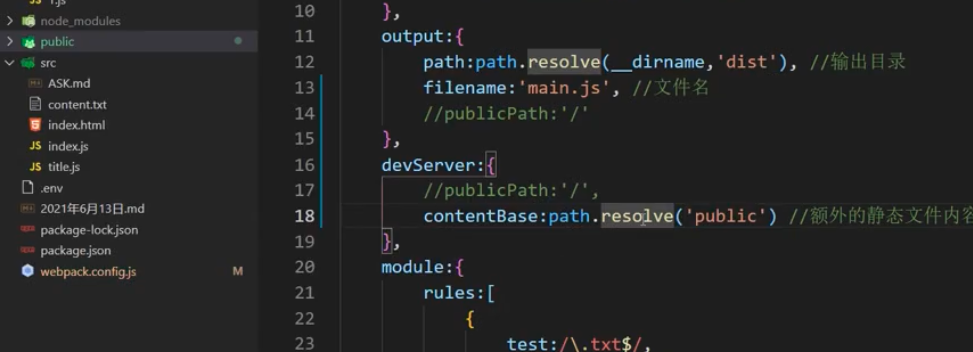 1.js
node_modules
public
src
ASK.md
content.txt
index.html
JS index.js
JS title.js
.env
2021年6月13日.md
package-lock.json
package.json
webpack.config.js M
10 },
11 output:{
12 path:path.resolve(__dirname,'dist'), //输出目录
13 filename:'main.js', //文件名
14 //publicPath:'/'
15 },
16 devServer:{
17 //publicPath:'/',
18 contentBase:path.resolve('public') //额外的静态文件内容
19 },
20 module:{
21 rules:[
22 {
23 test:/\.txt$/,